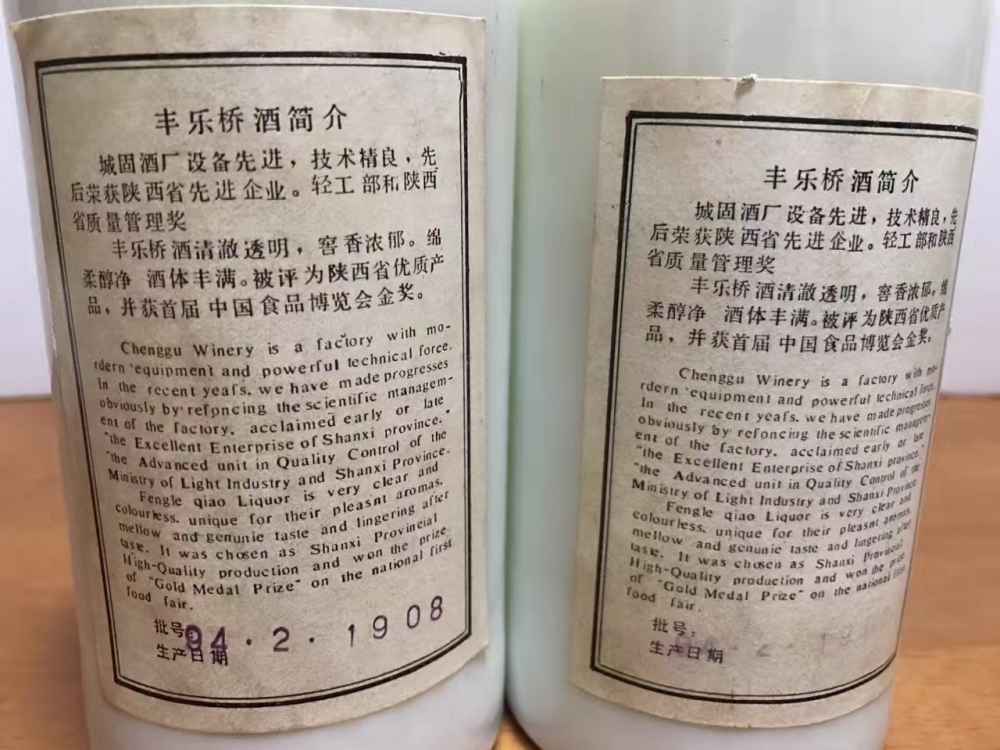 丰乐桥酒简介
城固酒厂设备先进，技术精良，先
后荣获陕西省先进企业。轻工部和陕西
省质量管理奖
丰乐桥酒清澈透明，窖香浓郁。绵
柔醇净 酒体丰满。被评为陕西省优质产
品，并获首届 中国食品博览会金奖。
Chenggu Winery is a factory with mo-
rdern equipment and powerful technical force.
In the recent years. we have made progresses
obviously by refpncing the scientific managem-
ent of the factory. acclaimed early or late
"the Excellent Enterprise of Shanxi province."
"the Advanced unit in Quality Control of the
Ministry of Light Industry and Shanxi Province.
Fengle qiao Liquor is very clear and
colourless. unique for their pleasnt aromas.
mellow and genunie taste and lingering after
taste. It was chosen as Shanxi Provincial
High-Quality production and won the prize
of "Gold Medal Prize" on the national first
food fair.
批号: 94·2·1908
生产日期
丰乐桥酒简介
城固酒厂设备先进，技术精良，先
后荣获陕西省先进企业。轻工部和陕西
省质量管理奖
丰乐桥酒清澈透明，窖香浓郁，绵
柔醇净 酒体丰满。被评为陕西省优质产
品，并获首届 中国食品博览会金奖。
Chenggu Winery is a factory with mo-
rdern equipment and powerful technical force.
In the recent years. we have made progresses
obviously by refoncing the scientific managem-
ent of the factory. acclaimed early or late
"the Excellent Enterprise of Shanxi province."
"the Advanced unit in Quality Control of the
Ministry of Light Industry and Shanxi Province
Fengle qiao Liquor is very clear and
colourless. unique for their pleasnt aromas.
mellow and genunie taste and lingering after
taste. It was chosen as Shanxi Provincial
High-Quality production and won the prize
of "Gold Medal Prize" on the national first
food fair.
批号:
生产日期